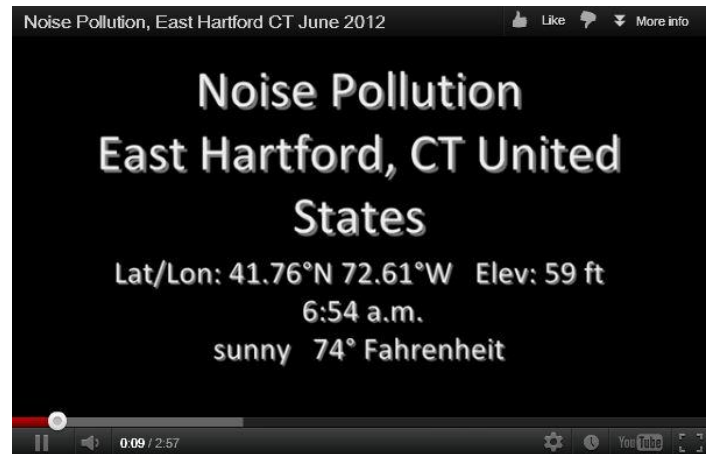 Noise Pollution, East Hartford CT June 2012 Like More info
Noise Pollution
East Hartford, CT United
States
Lat/Lon: 41.76°N 72.61°W Elev: 59 ft
6:54 a.m.
sunny 74° Fahrenheit
0:09 / 2:57 YouTube